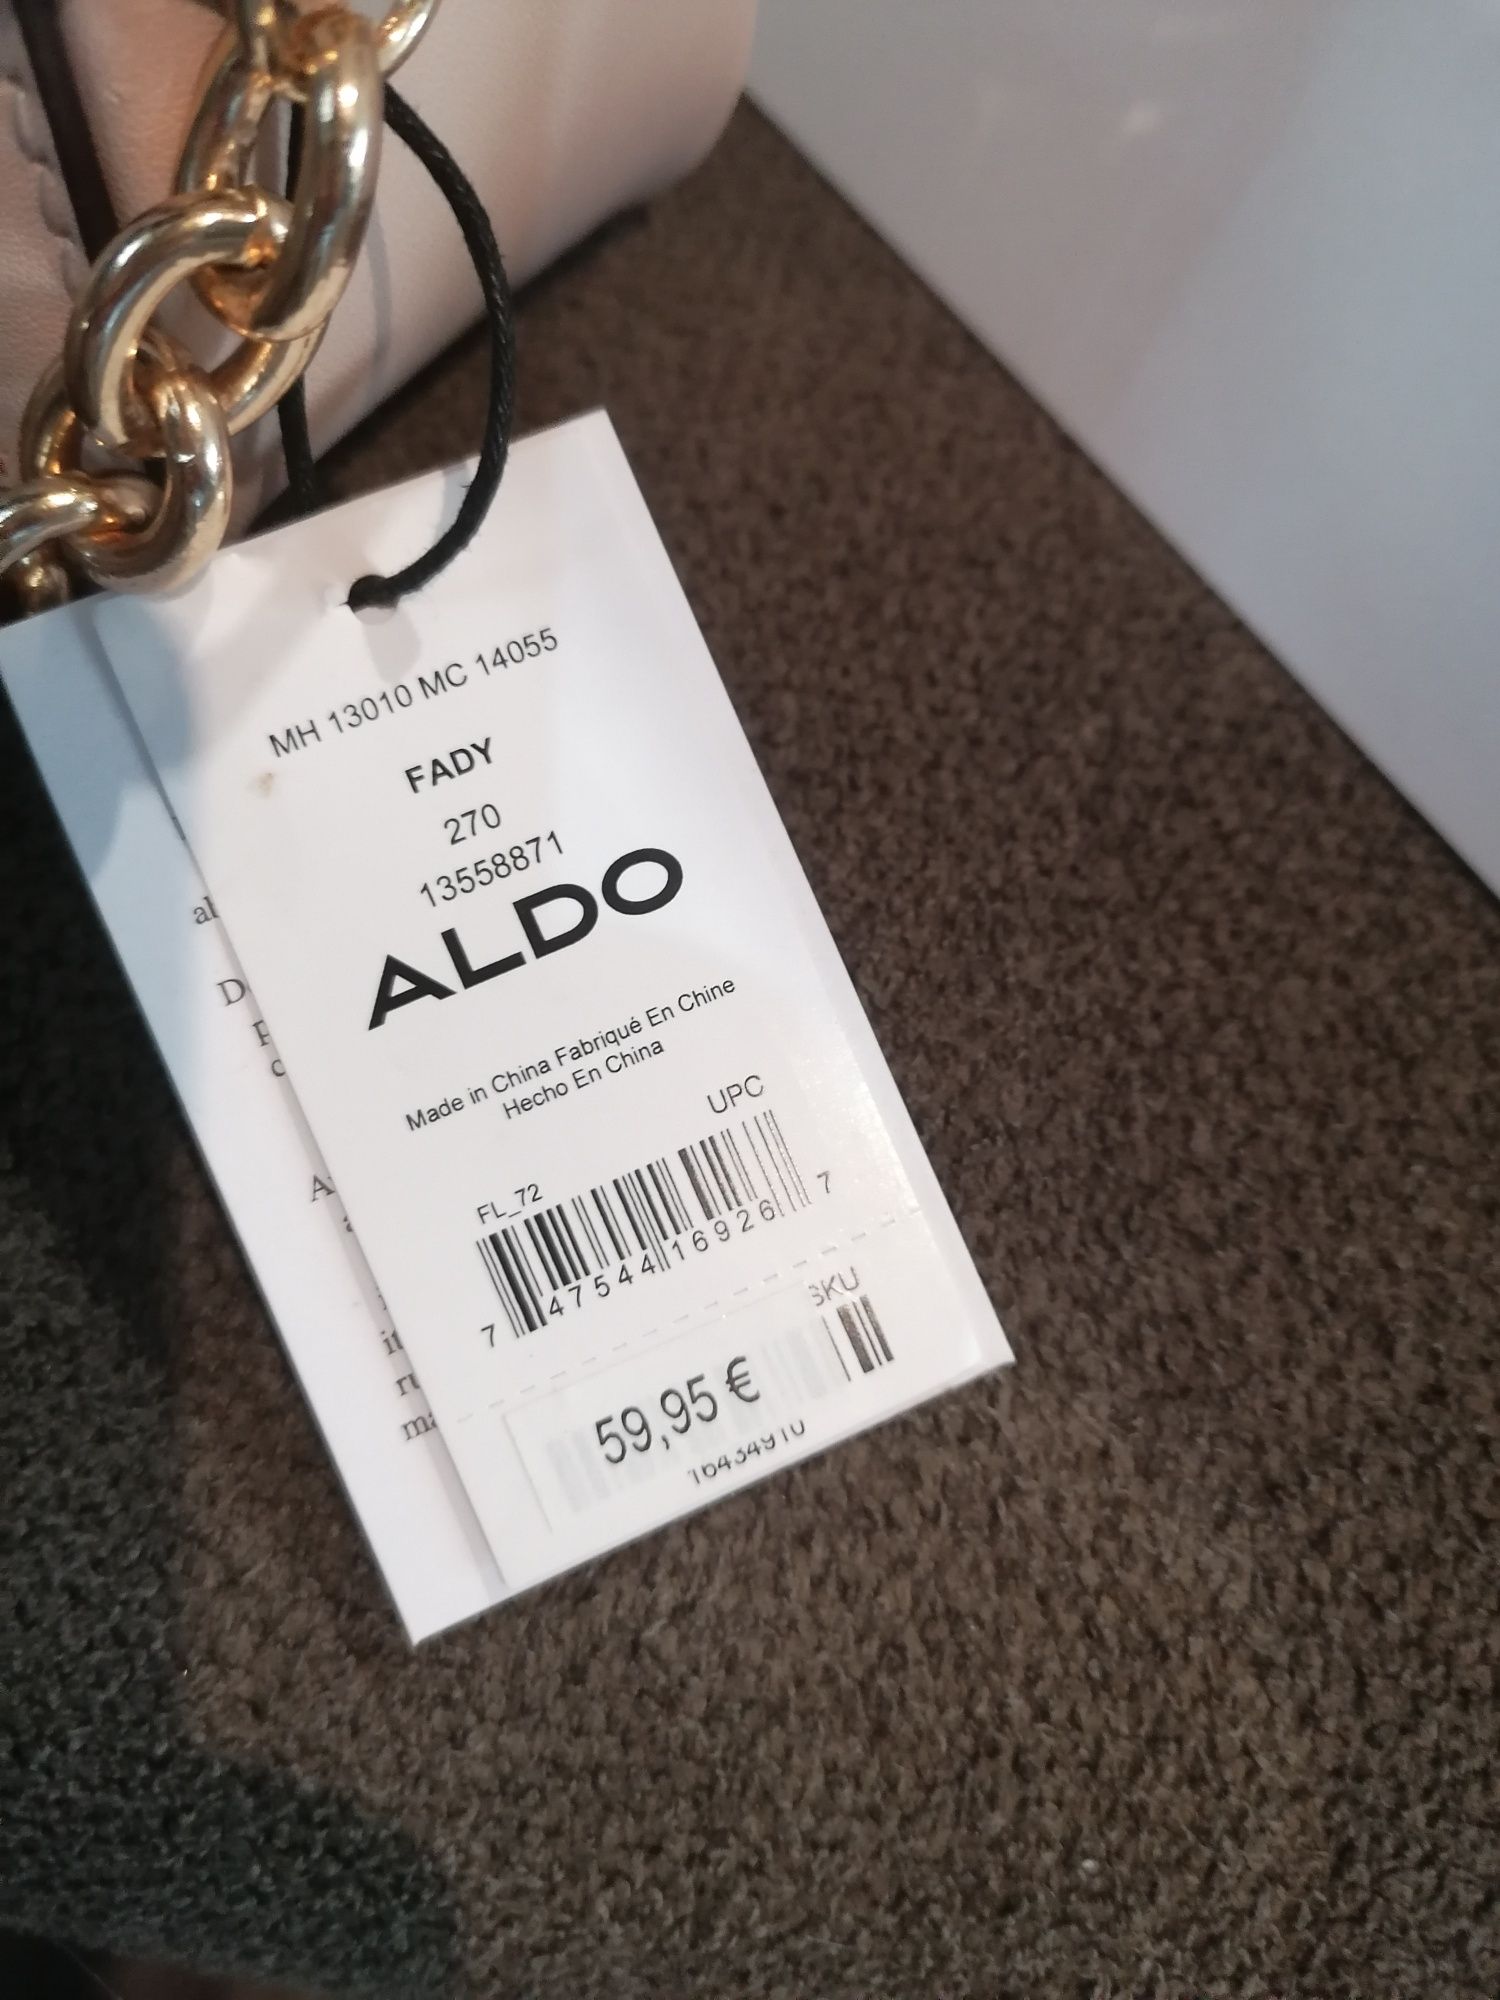 MH 13010 MC 14055
FADY
270
13558871
ALDO
Made in China Fabriqué En Chine
Hecho En China
UPC
FL_72
7 47544 16926 7
SKU
59,95 €
16434910